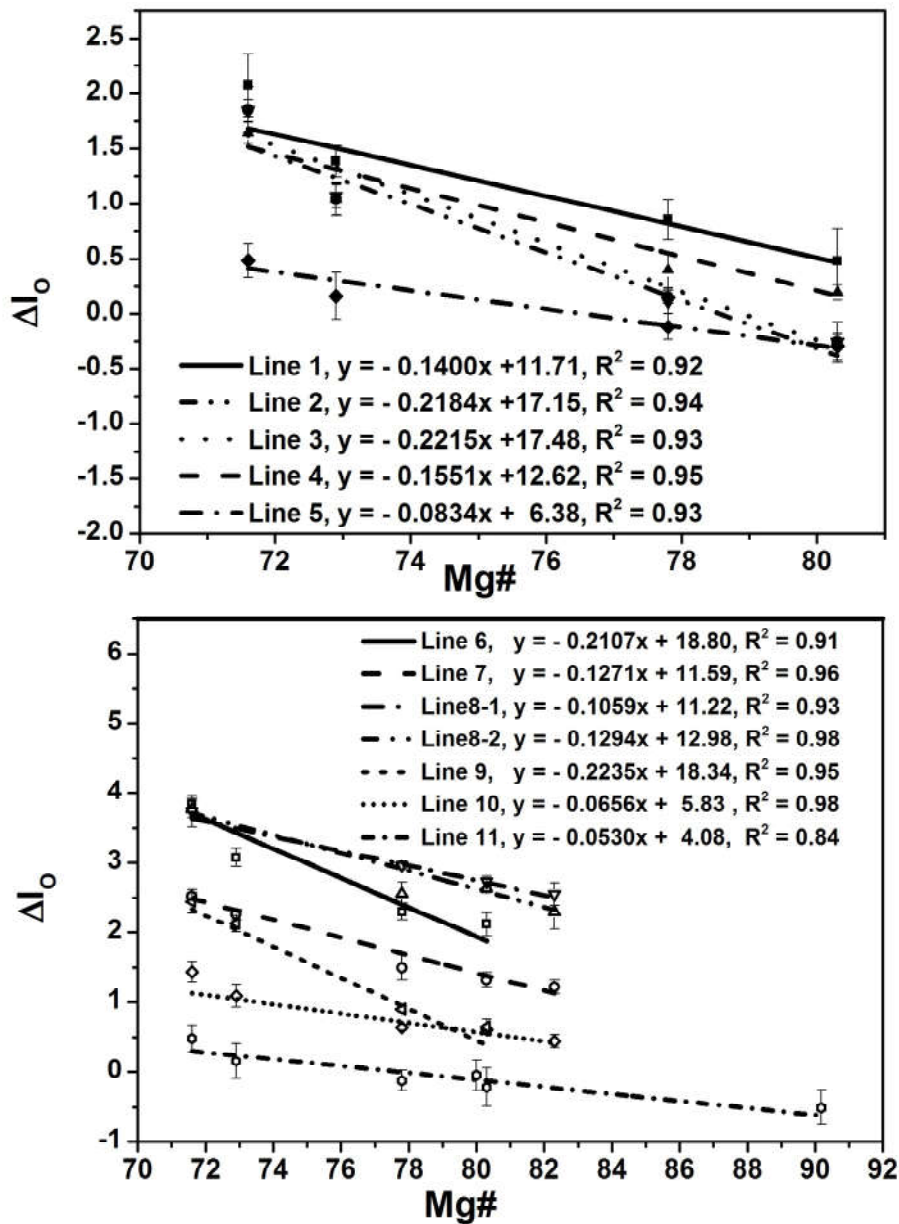 2.5
2.0
1.5
1.0
0.5
0.0
-0.5
-1.0
-1.5
-2.0
ΔI_O
Line 1, y = - 0.1400x +11.71, R² = 0.92
Line 2, y = - 0.2184x +17.15, R² = 0.94
Line 3, y = - 0.2215x +17.48, R² = 0.93
Line 4, y = - 0.1551x +12.62, R² = 0.95
Line 5, y = - 0.0834x + 6.38, R² = 0.93
70 72 74 76 78 80
Mg#
6
5
4
3
2
1
0
-1
ΔI_O
Line 6, y = - 0.2107x + 18.80, R² = 0.91
Line 7, y = - 0.1271x + 11.59, R² = 0.96
Line8-1, y = - 0.1059x + 11.22, R² = 0.93
Line8-2, y = - 0.1294x + 12.98, R² = 0.98
Line 9, y = - 0.2235x + 18.34, R² = 0.95
Line 10, y = - 0.0656x + 5.83 , R² = 0.98
Line 11, y = - 0.0530x + 4.08, R² = 0.84
70 72 74 76 78 80 82 84 86 88 90 92
Mg#